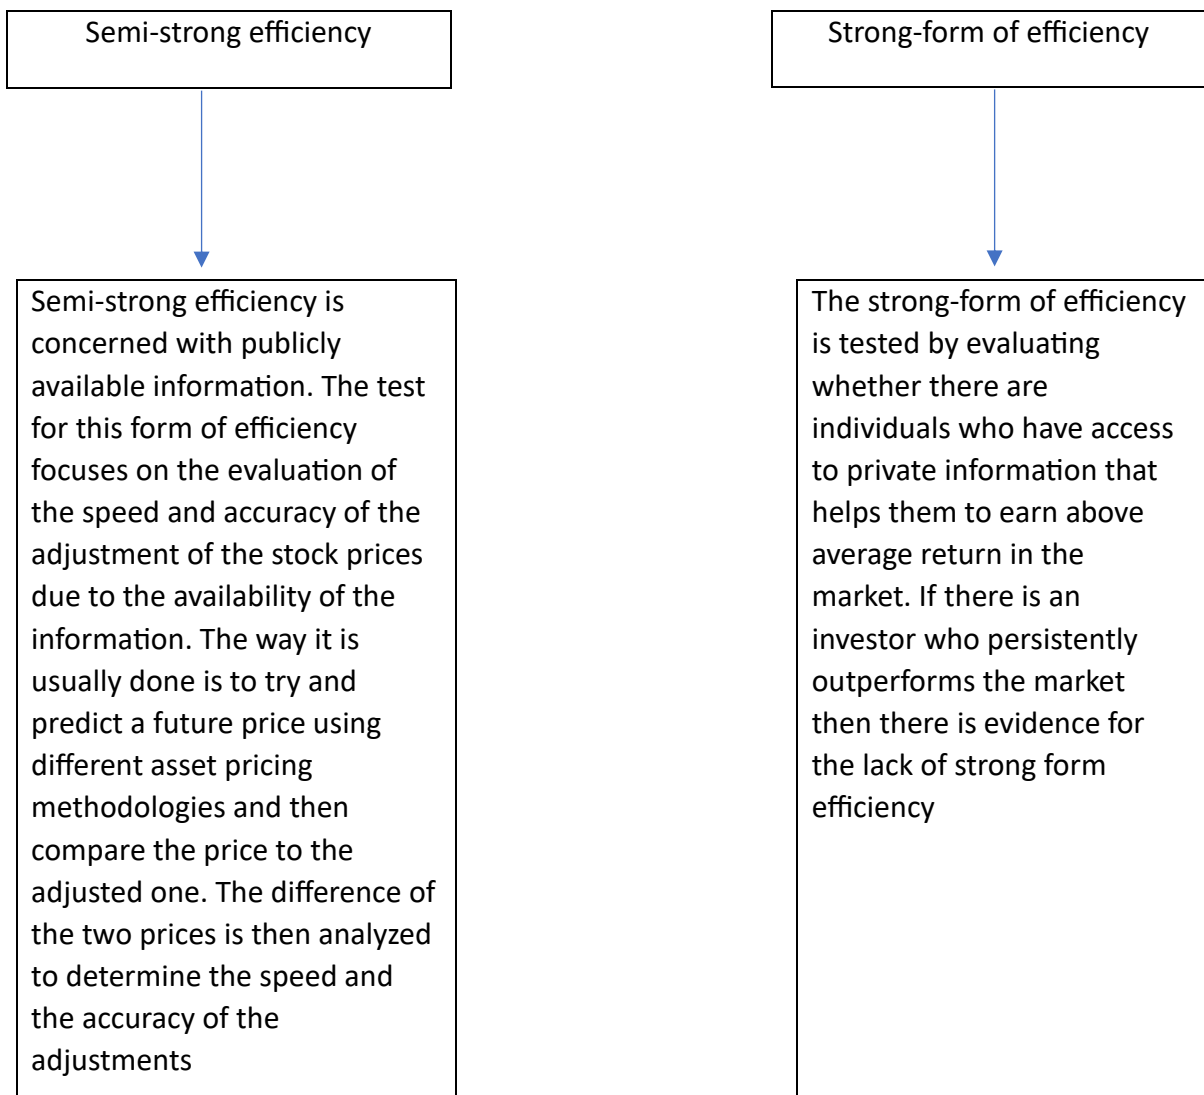 Semi-strong efficiency
Strong-form of efficiency
Semi-strong efficiency is
concerned with publicly
available information. The test
for this form of efficiency
focuses on the evaluation of
the speed and accuracy of the
adjustment of the stock prices
due to the availability of the
information. The way it is
usually done is to try and
predict a future price using
different asset pricing
methodologies and then
compare the price to the
adjusted one. The difference of
the two prices is then analyzed
to determine the speed and
the accuracy of the
adjustments
The strong-form of efficiency
is tested by evaluating
whether there are
individuals who have access
to private information that
helps them to earn above
average return in the
market. If there is an
investor who persistently
outperforms the market
then there is evidence for
the lack of strong form
efficiency